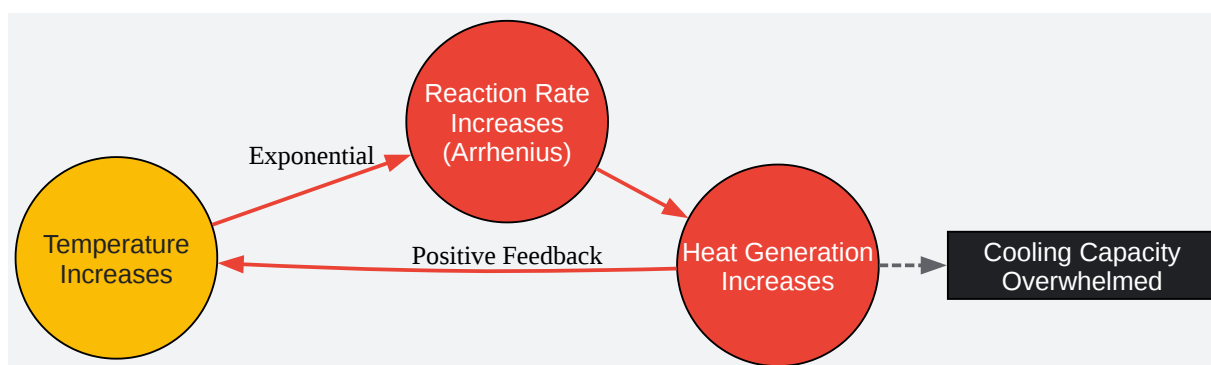 Reaction Rate
Increases
(Arrhenius)
Exponential
Temperature
Increases
Positive Feedback
Heat Generation
Increases
Cooling Capacity
Overwhelmed